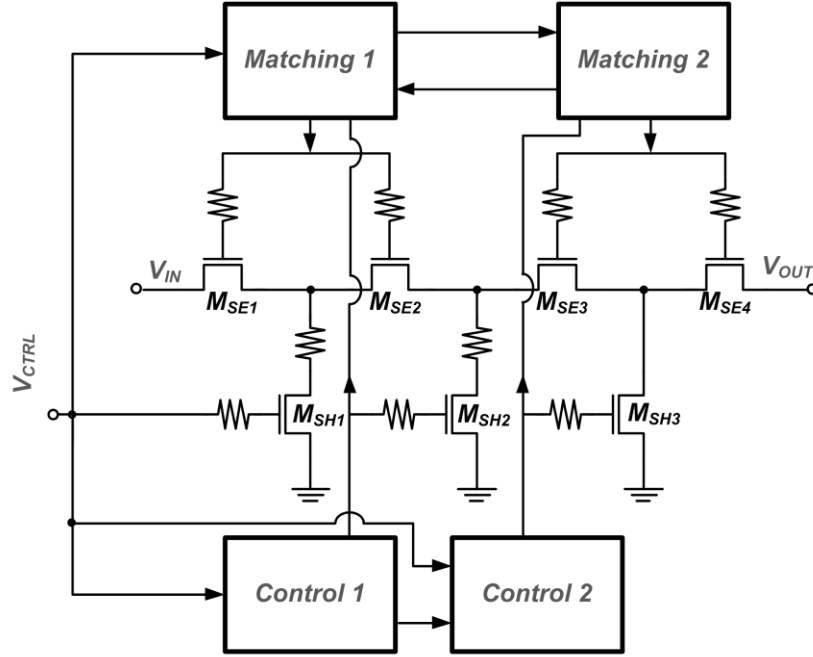 Matching 1
Matching 2
V_IN
V_OUT
M_SE1
M_SE2
M_SE3
M_SE4
V_CTRL
M_SH1
M_SH2
M_SH3
Control 1
Control 2